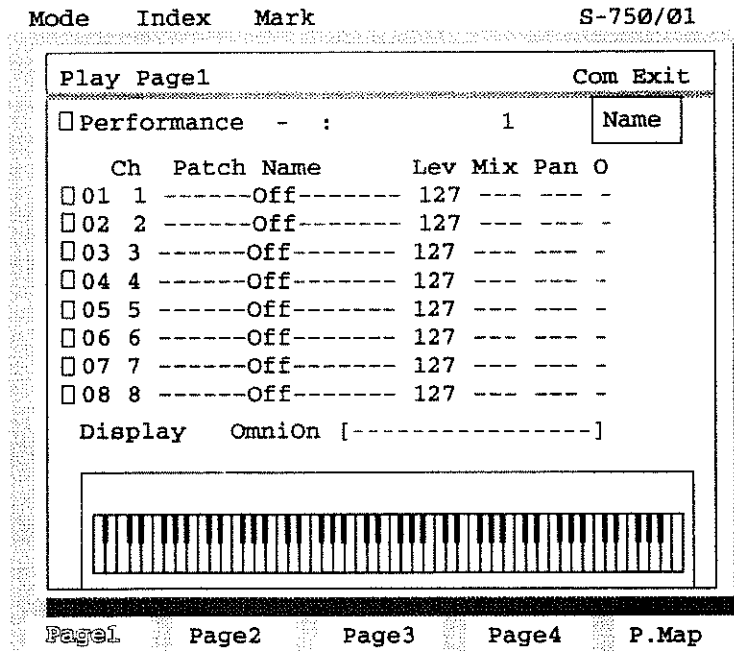 Mode Index Mark S-750/01
Play Page1 Com Exit
Performance - : 1 Name
Ch Patch Name Lev Mix Pan O
01 1 ------Off------- 127 --- --- -
02 2 ------Off------- 127 --- --- -
03 3 ------Off------- 127 --- --- -
04 4 ------Off------- 127 --- --- -
05 5 ------Off------- 127 --- --- -
06 6 ------Off------- 127 --- --- -
07 7 ------Off------- 127 --- --- -
08 8 ------Off------- 127 --- --- -
Display OmniOn [----------------]
Page1 Page2 Page3 Page4 P.Map